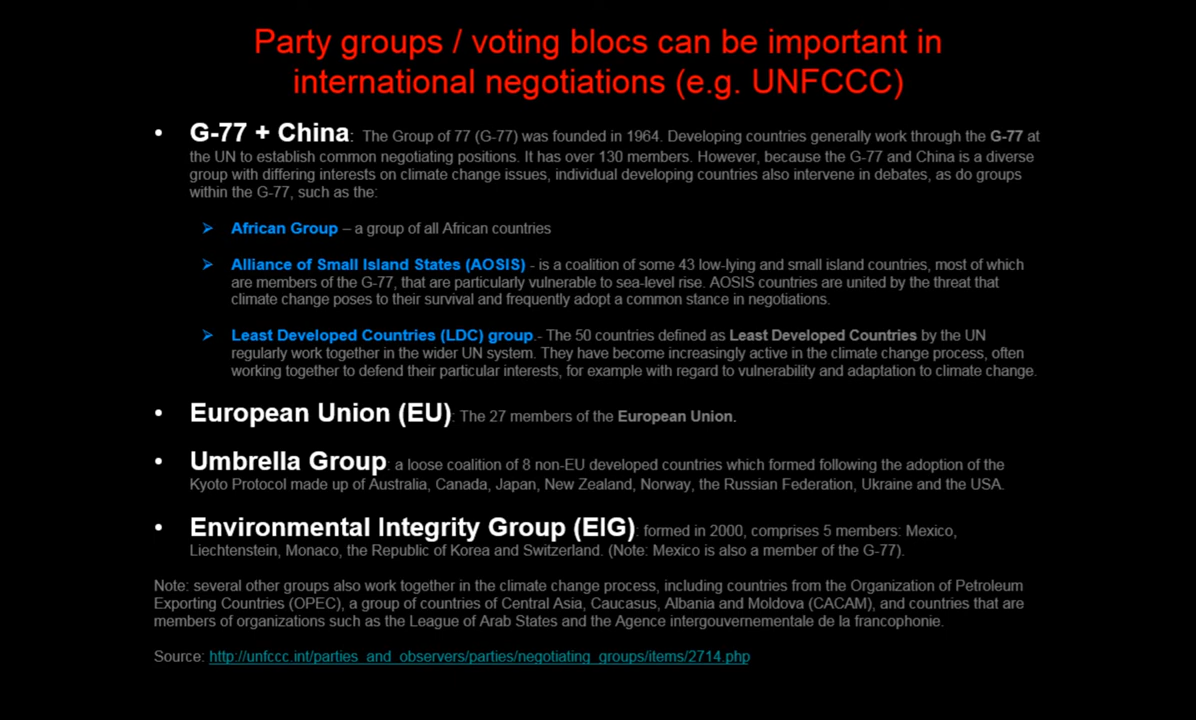 Party groups / voting blocs can be important in
international negotiations (e.g. UNFCCC)
• G-77 + China: The Group of 77 (G-77) was founded in 1964. Developing countries generally work through the G-77 at
the UN to establish common negotiating positions. It has over 130 members. However, because the G-77 and China is a diverse
group with differing interests on climate change issues, individual developing countries also intervene in debates, as do groups
within the G-77, such as the:
➢ African Group – a group of all African countries
➢ Alliance of Small Island States (AOSIS) - is a coalition of some 43 low-lying and small island countries, most of which
are members of the G-77, that are particularly vulnerable to sea-level rise. AOSIS countries are united by the threat that
climate change poses to their survival and frequently adopt a common stance in negotiations.
➢ Least Developed Countries (LDC) group.- The 50 countries defined as Least Developed Countries by the UN
regularly work together in the wider UN system. They have become increasingly active in the climate change process, often
working together to defend their particular interests, for example with regard to vulnerability and adaptation to climate change.
• European Union (EU): The 27 members of the European Union.
• Umbrella Group: a loose coalition of 8 non-EU developed countries which formed following the adoption of the
Kyoto Protocol made up of Australia, Canada, Japan, New Zealand, Norway, the Russian Federation, Ukraine and the USA.
• Environmental Integrity Group (EIG): formed in 2000, comprises 5 members: Mexico,
Liechtenstein, Monaco, the Republic of Korea and Switzerland. (Note: Mexico is also a member of the G-77).
Note: several other groups also work together in the climate change process, including countries from the Organization of Petroleum
Exporting Countries (OPEC), a group of countries of Central Asia, Caucasus, Albania and Moldova (CACAM), and countries that are
members of organizations such as the League of Arab States and the Agence intergouvernementale de la francophonie.
Source: http://unfccc.int/parties_and_observers/parties/negotiating_groups/items/2714.php